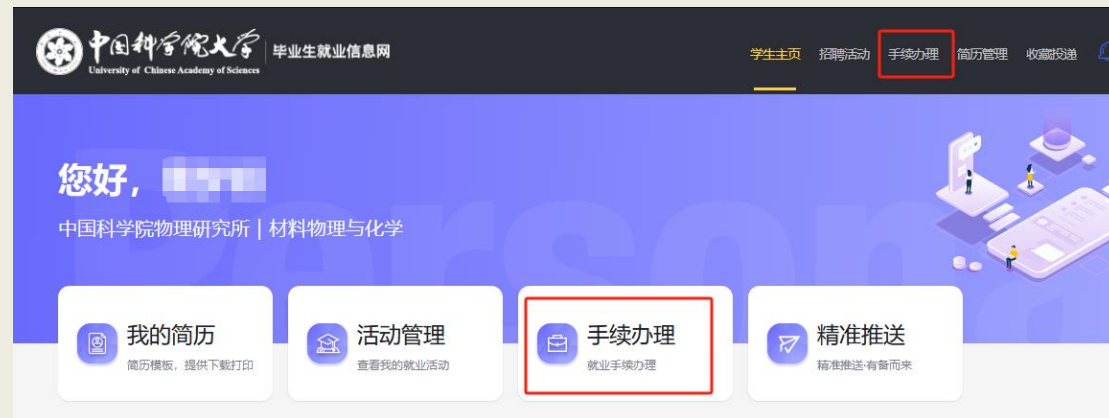 中国科学院大学 毕业生就业信息网
University of Chinese Academy of Sciences
学生主页 招聘活动 手续办理 简历管理 收藏投递
您好，
中国科学院物理研究所 | 材料物理与化学
Persona
我的简历
简历模板，提供下载打印
活动管理
查看我的就业活动
手续办理
就业手续办理
精准推送
精准推送·有备而来